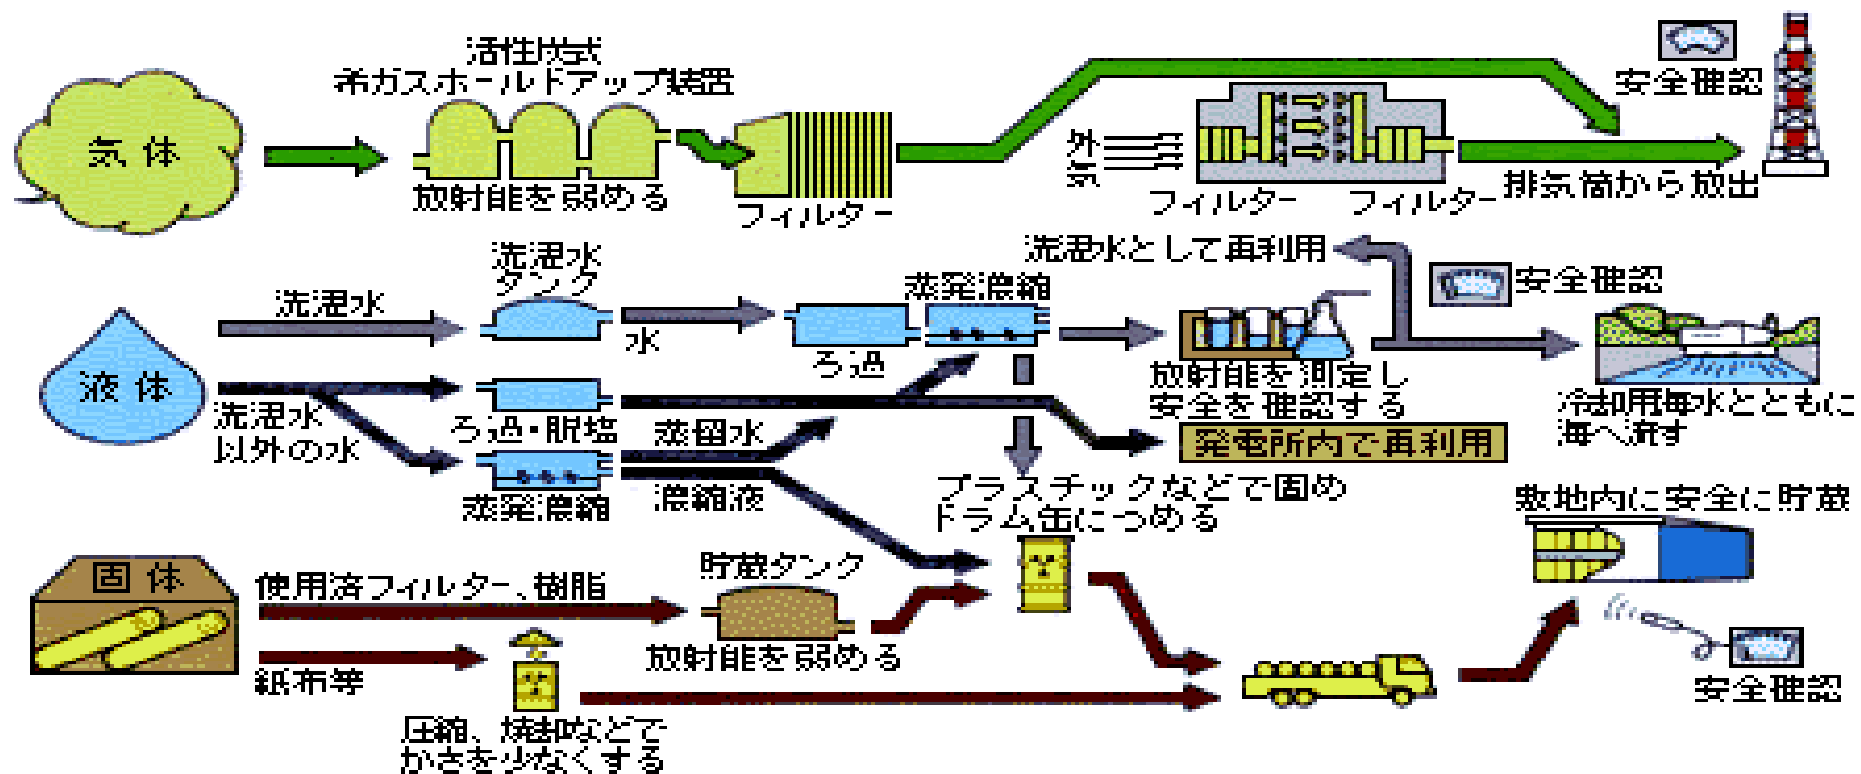 活性炭式
希ガスホールドアップ装置
気体
放射能を弱める
フィルター
外気
フィルター
フィルター
安全確認
排気筒から放出
洗濯水
洗濯水
タンク
水
ろ過
蒸発濃縮
洗濯水として再利用
安全確認
放射能を測定し
安全を確認する
冷却用海水とともに
海へ流す
液体
洗濯水
以外の水
ろ過・脱塩
蒸留水
蒸発濃縮
濃縮液
発電所内で再利用
プラスチックなどで固め
ドラム缶につめる
敷地内に安全に貯蔵
固体
使用済フィルター、樹脂
貯蔵タンク
放射能を弱める
紙布等
圧縮、焼却などで
かさを少なくする
安全確認